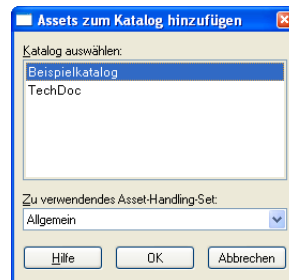 Assets zum Katalog hinzufügen
Katalog auswählen:
Beispielkatalog
TechDoc
Zu verwendendes Asset-Handling-Set:
Allgemein
Hilfe OK Abbrechen